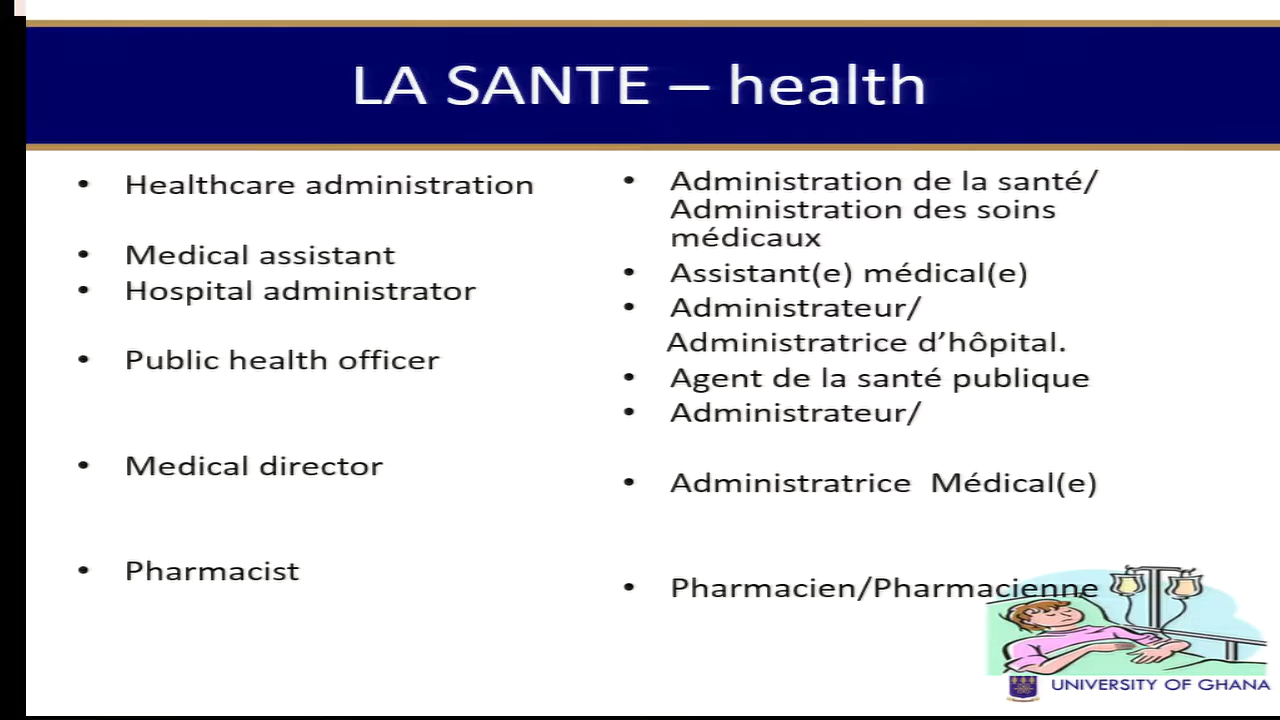 LA SANTE – health
• Healthcare administration
• Medical assistant
• Hospital administrator
• Public health officer
• Medical director
• Pharmacist
• Administration de la santé/
Administration des soins
médicaux
• Assistant(e) médical(e)
• Administrateur/
Administratrice d’hôpital.
• Agent de la santé publique
• Administrateur/
• Administratrice  Médical(e)
• Pharmacien/Pharmacienne
UNIVERSITY OF GHANA